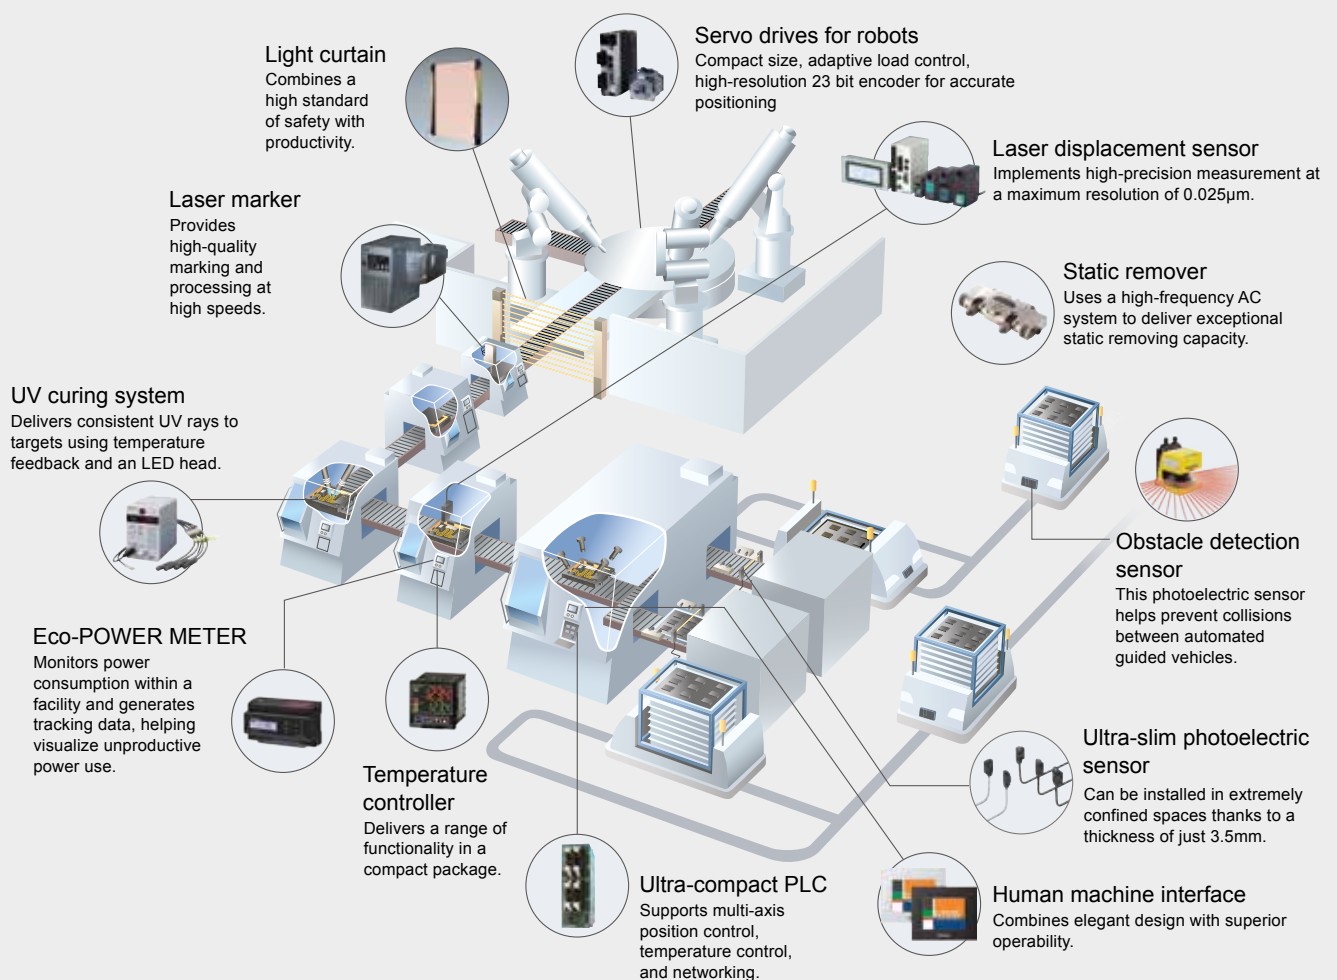 Light curtain
Combines a
high standard
of safety with
productivity.
Servo drives for robots
Compact size, adaptive load control,
high-resolution 23 bit encoder for accurate
positioning
Laser displacement sensor
Implements high-precision measurement at
a maximum resolution of 0.025µm.
Laser marker
Provides
high-quality
marking and
processing at
high speeds.
Static remover
Uses a high-frequency AC
system to deliver exceptional
static removing capacity.
UV curing system
Delivers consistent UV rays to
targets using temperature
feedback and an LED head.
Obstacle detection
sensor
This photoelectric sensor
helps prevent collisions
between automated
guided vehicles.
Eco-POWER METER
Monitors power
consumption within a
facility and generates
tracking data, helping
visualize unproductive
power use.
Temperature
controller
Delivers a range of
functionality in a
compact package.
Ultra-slim photoelectric
sensor
Can be installed in extremely
confined spaces thanks to a
thickness of just 3.5mm.
Ultra-compact PLC
Supports multi-axis
position control,
temperature control,
and networking.
Human machine interface
Combines elegant design with superior
operability.